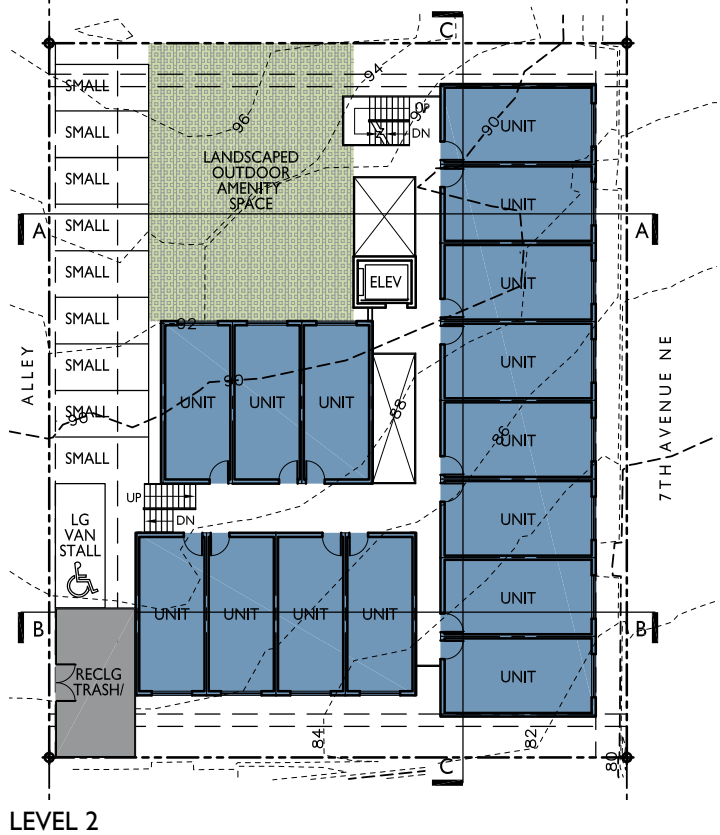 C
SMALL
96
94
92
UP
DN
90
UNIT
SMALL
LANDSCAPED
OUTDOOR
AMENITY
SPACE
SMALL
UNIT
A
SMALL
A
SMALL
ELEV
UNIT
SMALL
92
SMALL
UNIT
ALLEY
7TH AVENUE NE
90
UNIT
UNIT
UNIT
88
SMALL
90
86
UNIT
SMALL
UP
DN
LG
VAN
STALL
UNIT
UNIT
UNIT
UNIT
UNIT
UNIT
B
B
RECLG
TRASH/
UNIT
84
82
80
C
LEVEL 2